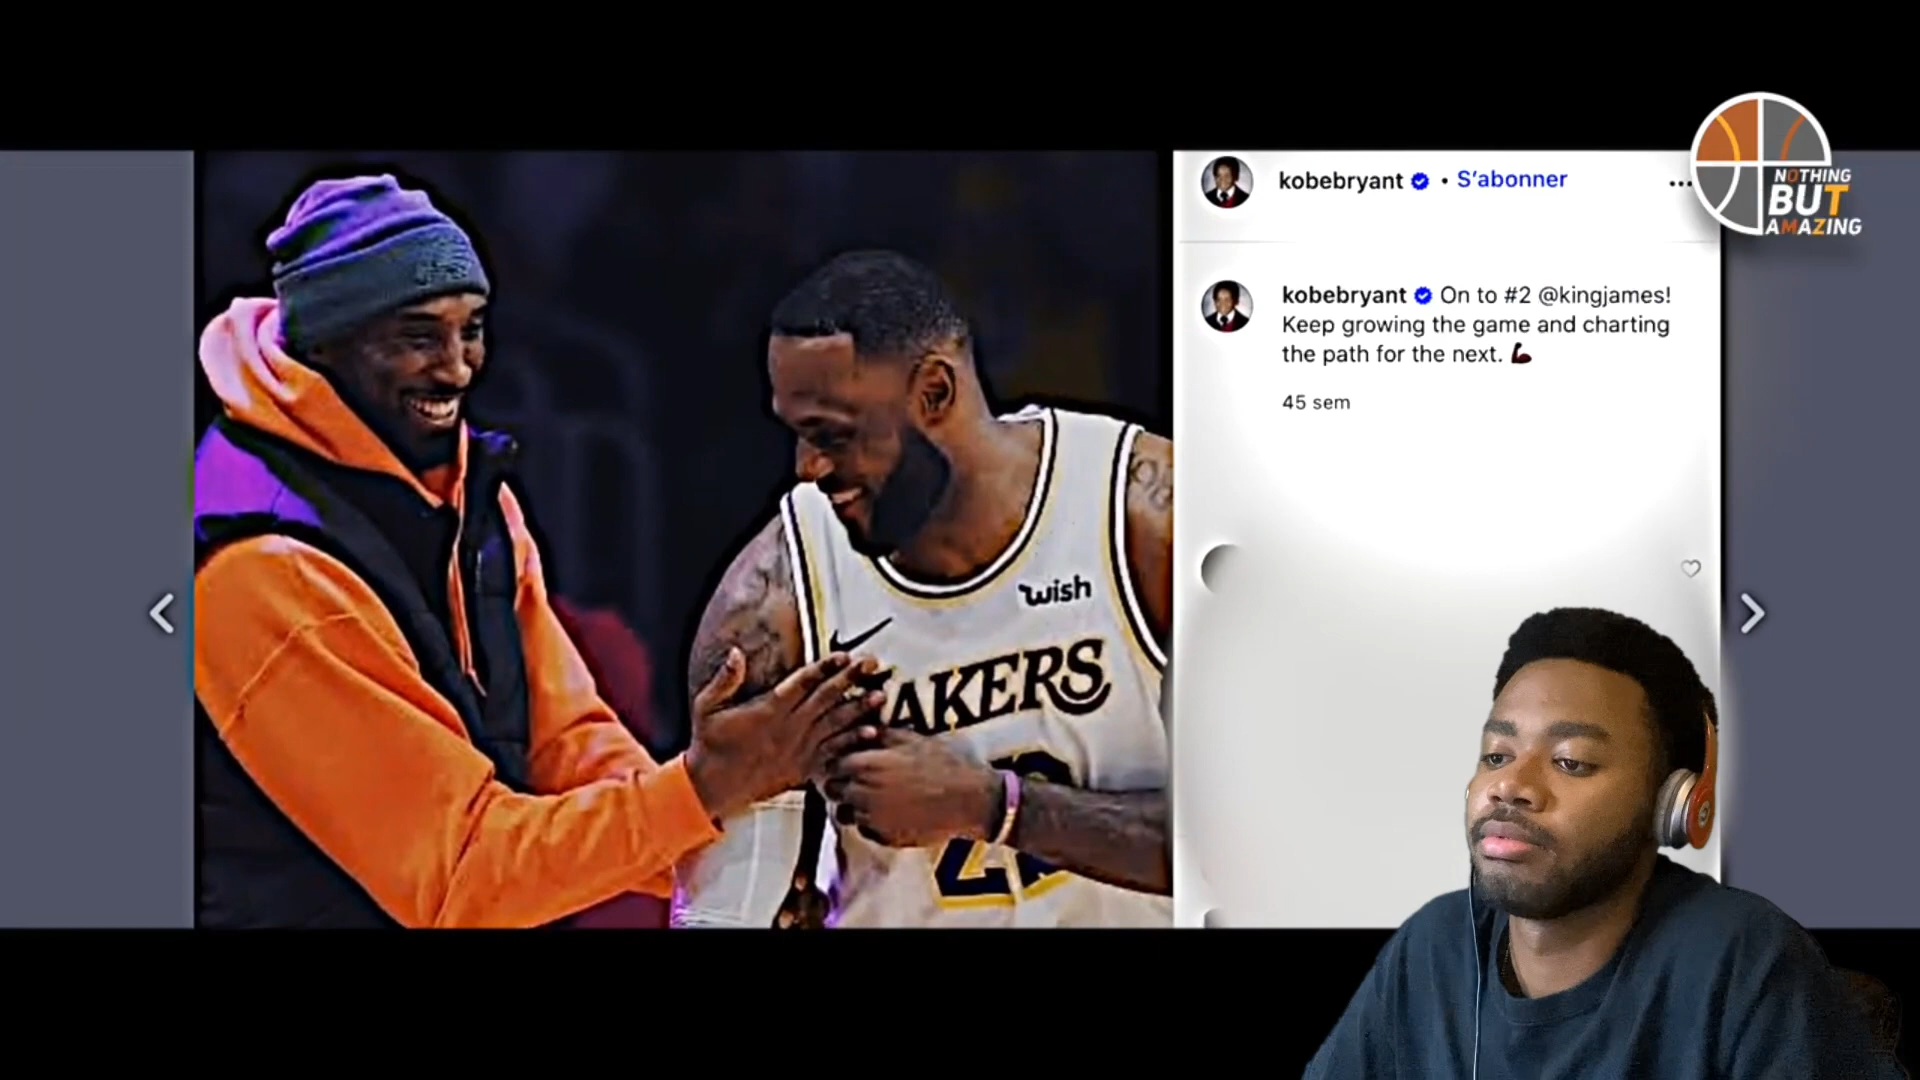 kobebryant • S'abonner
NOTHING
BUT
AMAZING
kobebryant On to #2 @kingjames!
Keep growing the game and charting
the path for the next.
45 sem
wish
LAKERS